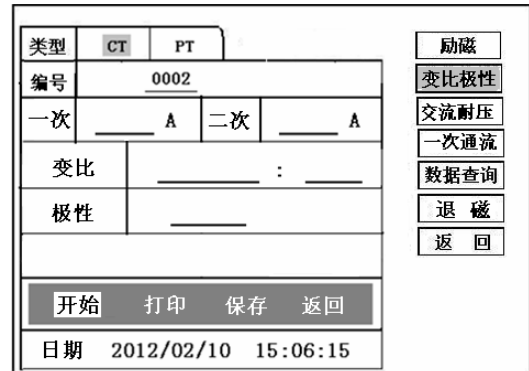 类型 CT PT
编号 0002
一次 A 二次 A
变比 :
极性
开始 打印 保存 返回
日期 2012/02/10 15:06:15
励磁
变比极性
交流耐压
一次通流
数据查询
退 磁
返 回